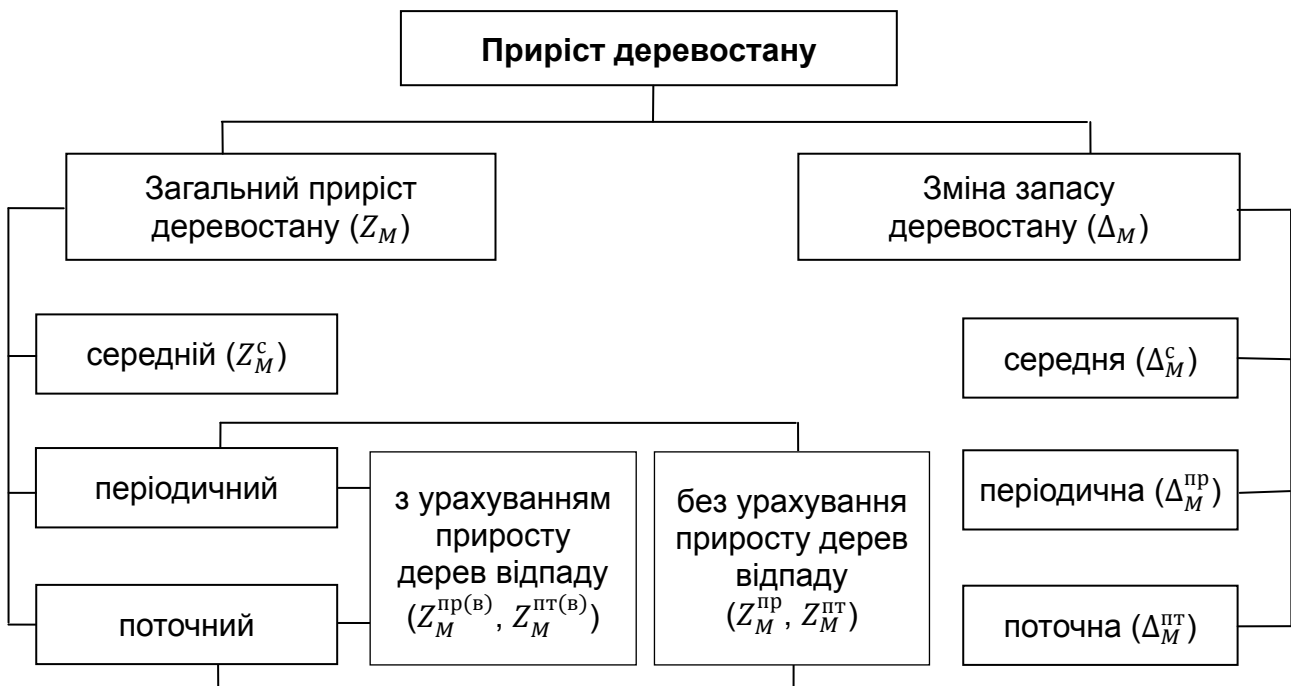 Приріст деревостану
Загальний приріст
деревостану (Z_M)
Зміна запасу
деревостану (Δ_M)
середній (Z_M^с)
середня (Δ_M^с)
періодичний
з урахуванням
приросту
дерев відпаду
(Z_M^пр(в), Z_M^пт(в))
без урахування
приросту дерев
відпаду
(Z_M^пр, Z_M^пт)
періодична (Δ_M^пр)
поточний
поточна (Δ_M^пт)